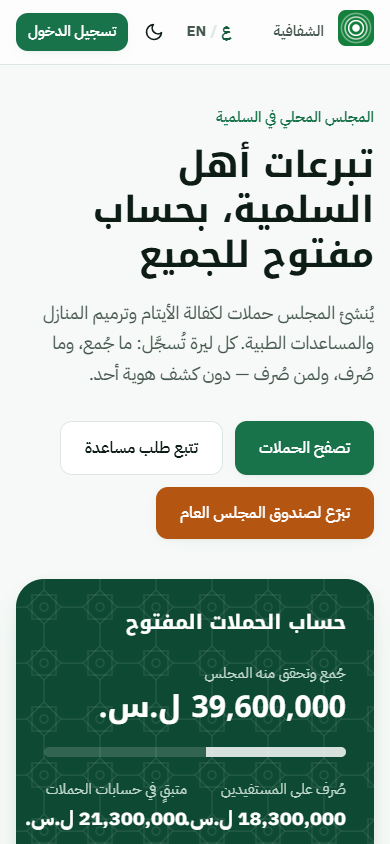 الشفافية
ع / EN
تسجيل الدخول
المجلس المحلي في السلمية
تبرعات أهل
السلمية، بحساب
مفتوح للجميع
يُنشئ المجلس حملات لكفالة الأيتام وترميم المنازل
والمساعدات الطبية. كل ليرة تُسجَّل: ما جُمع، وما
صُرف، ولمن صُرف — دون كشف هوية أحد.
تصفح الحملات
تتبع طلب مساعدة
تبرّع لصندوق المجلس العام
حساب الحملات المفتوح
جُمع وتحقق منه المجلس
39,600,000 ل.س.
صُرف على المستفيدين
متبقٍ في حسابات الحملات
18,300,000 ل.س.
21,300,000 ل.س.